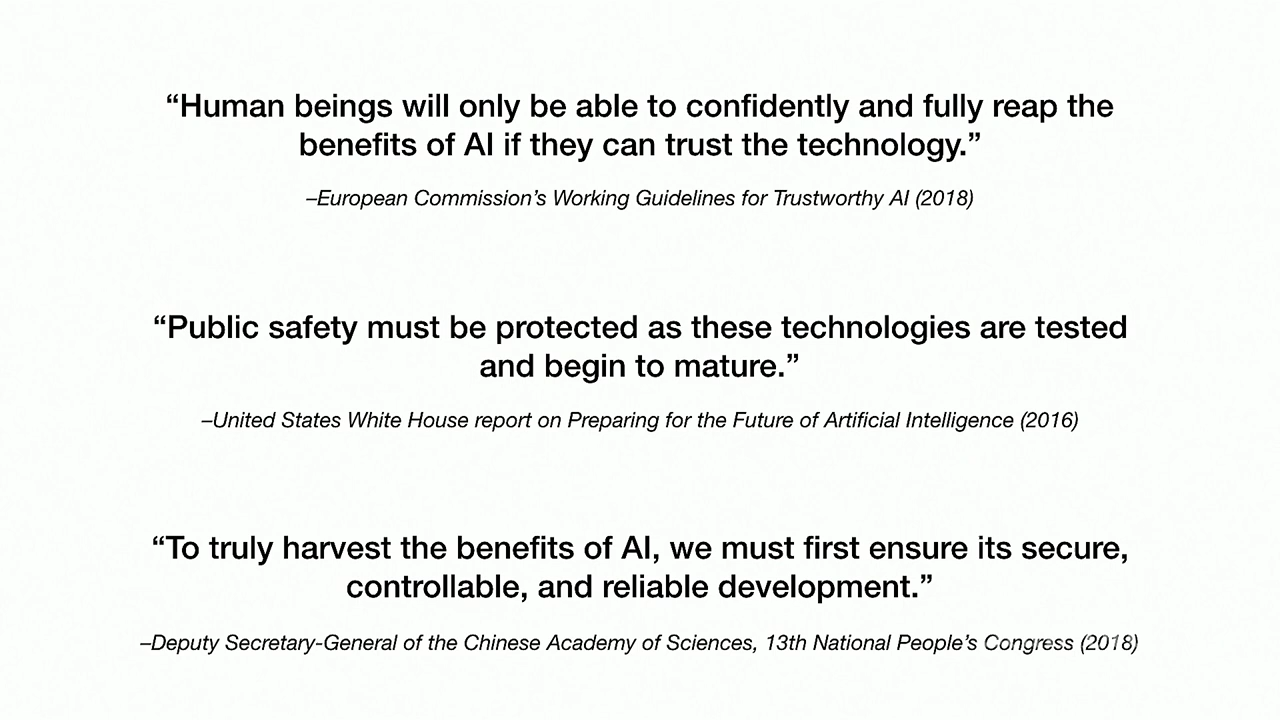 “Human beings will only be able to confidently and fully reap the
benefits of AI if they can trust the technology.”
–European Commission’s Working Guidelines for Trustworthy AI (2018)
“Public safety must be protected as these technologies are tested
and begin to mature.”
–United States White House report on Preparing for the Future of Artificial Intelligence (2016)
“To truly harvest the benefits of AI, we must first ensure its secure,
controllable, and reliable development.”
–Deputy Secretary-General of the Chinese Academy of Sciences, 13th National People’s Congress (2018)